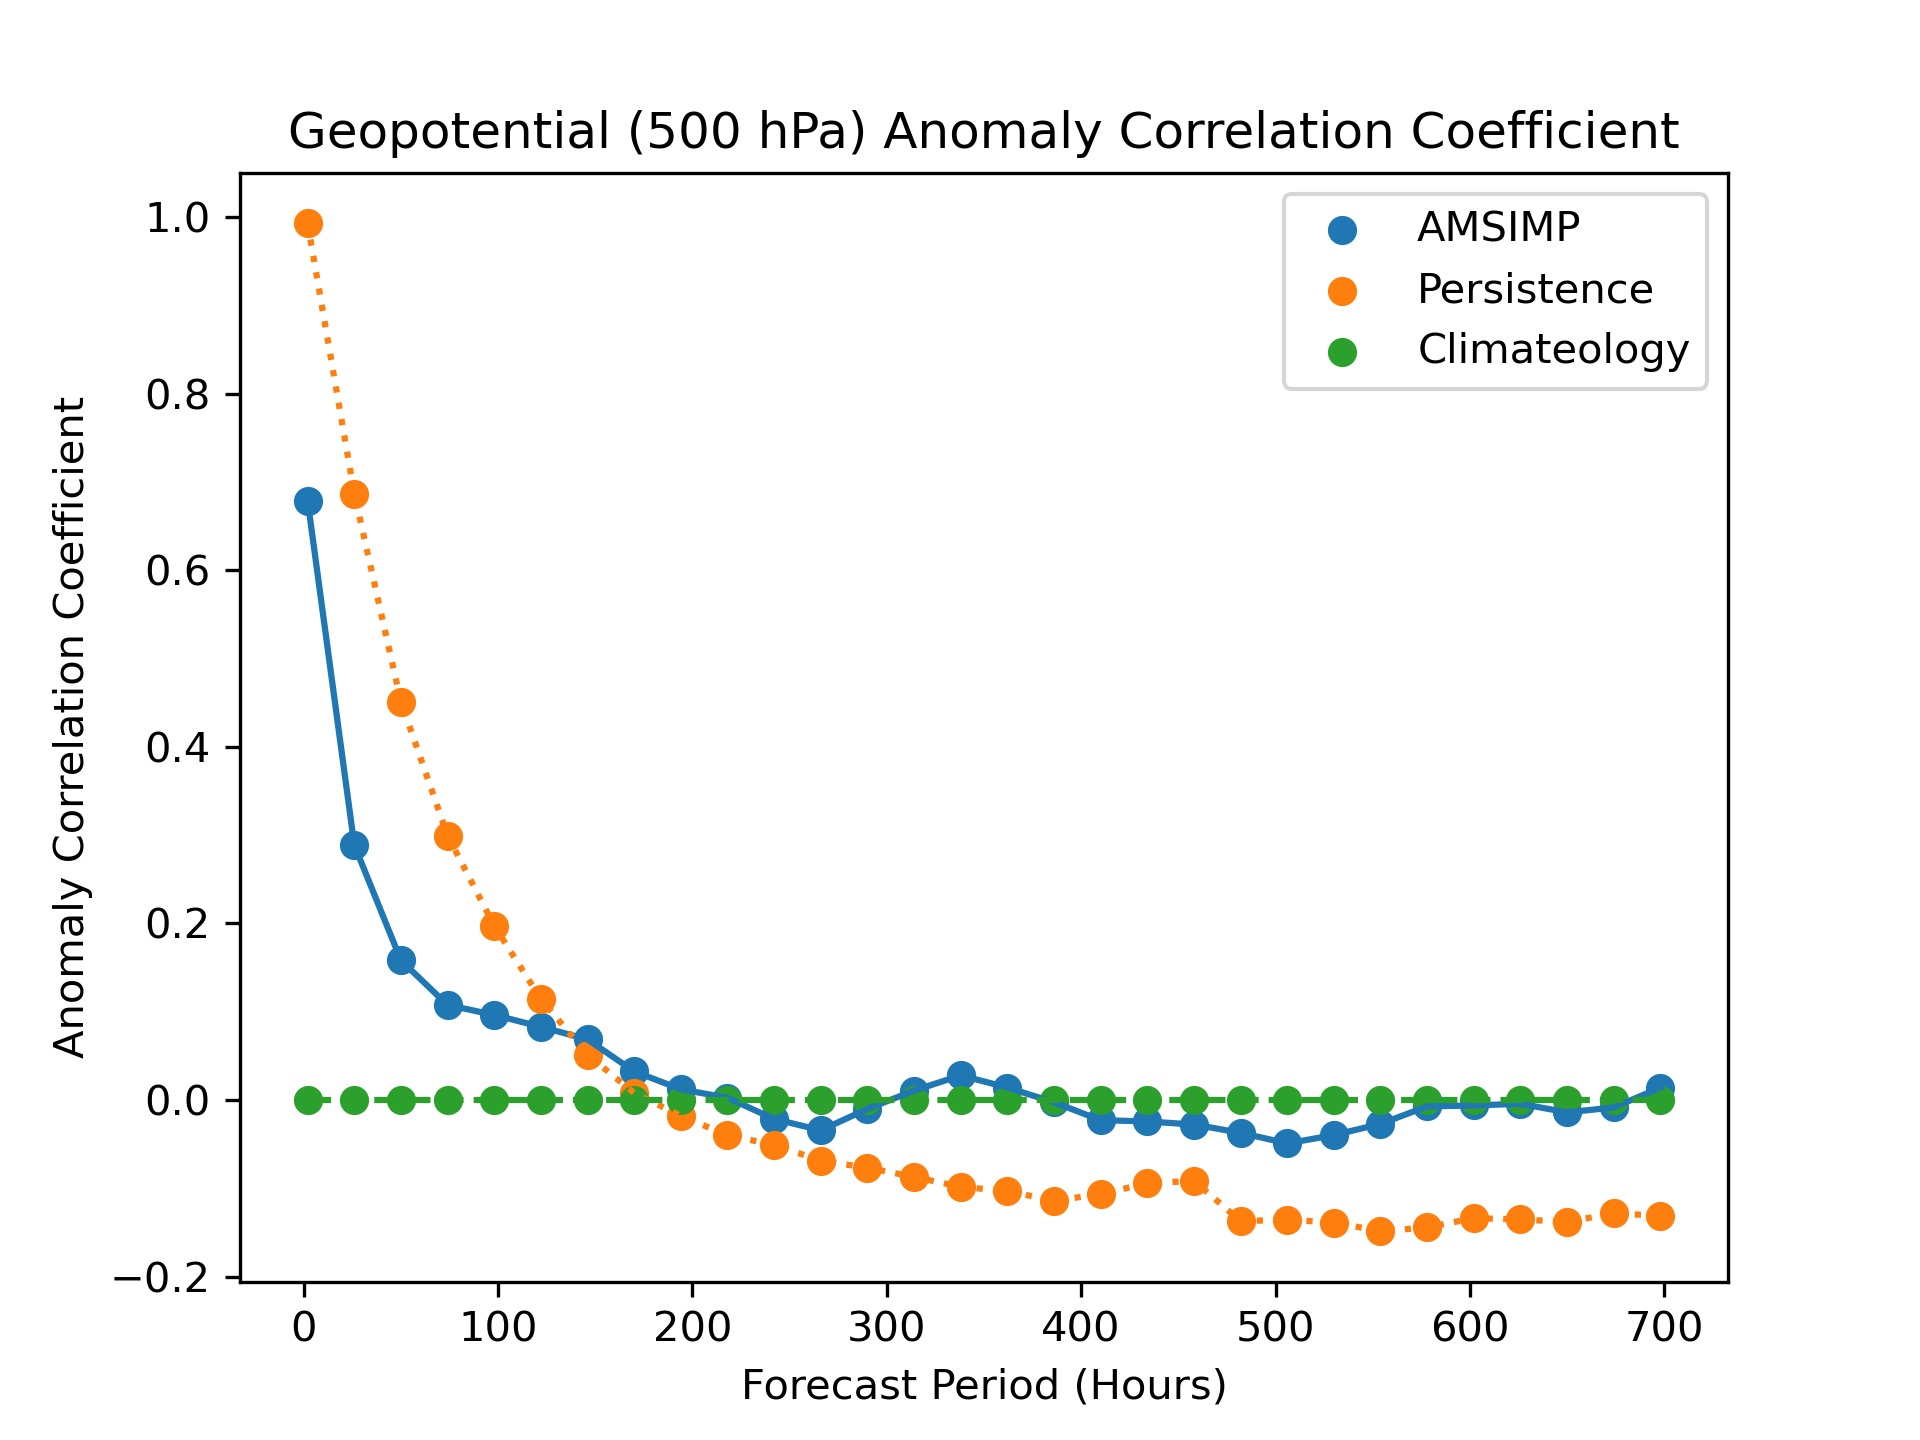 Geopotential (500 hPa) Anomaly Correlation Coefficient
AMSIMP
Persistence
Climateology
Anomaly Correlation Coefficient
1.0
0.8
0.6
0.4
0.2
0.0
−0.2
0 100 200 300 400 500 600 700
Forecast Period (Hours)